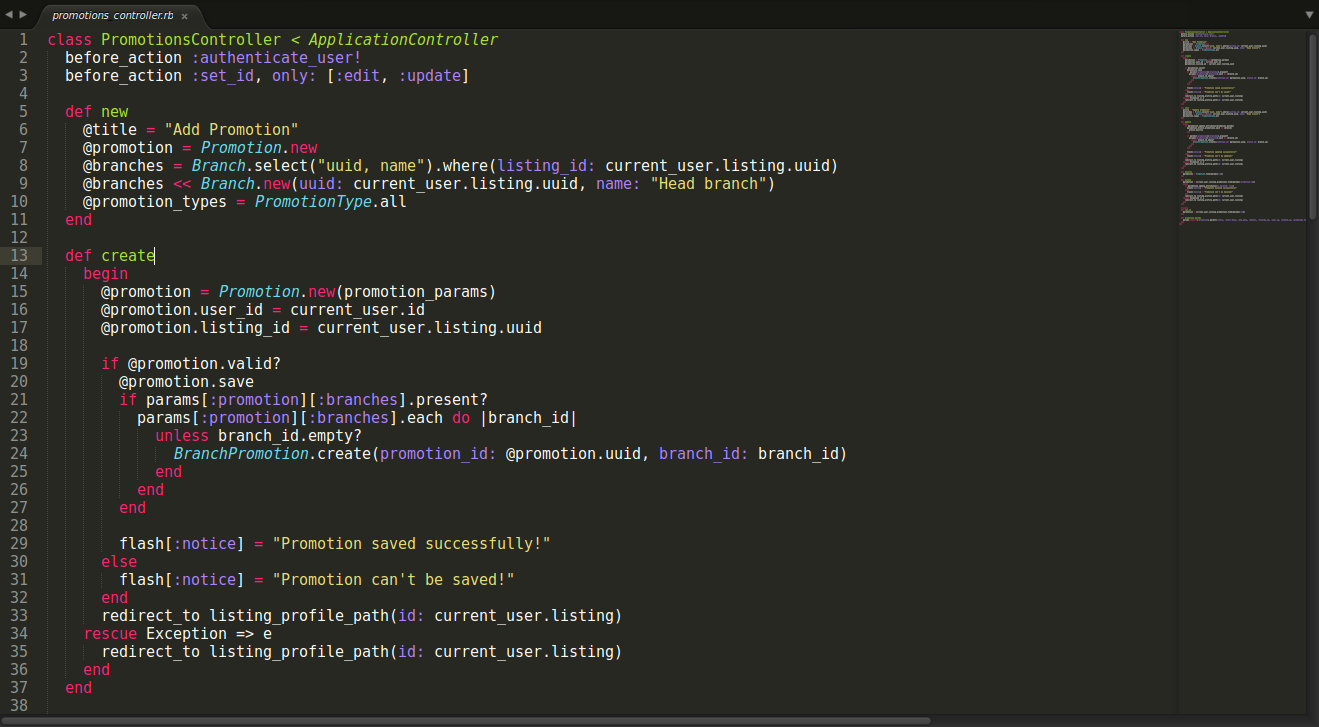 promotions_controller.rb ×
1 class PromotionsController < ApplicationController
2   before_action :authenticate_user!
3   before_action :set_id, only: [:edit, :update]
4
5   def new
6     @title = "Add Promotion"
7     @promotion = Promotion.new
8     @branches = Branch.select("uuid, name").where(listing_id: current_user.listing.uuid)
9     @branches << Branch.new(uuid: current_user.listing.uuid, name: "Head branch")
10     @promotion_types = PromotionType.all
11   end
12
13   def create
14     begin
15       @promotion = Promotion.new(promotion_params)
16       @promotion.user_id = current_user.id
17       @promotion.listing_id = current_user.listing.uuid
18
19       if @promotion.valid?
20         @promotion.save
21         if params[:promotion][:branches].present?
22           params[:promotion][:branches].each do |branch_id|
23             unless branch_id.empty?
24               BranchPromotion.create(promotion_id: @promotion.uuid, branch_id: branch_id)
25             end
26           end
27         end
28
29         flash[:notice] = "Promotion saved successfully!"
30       else
31         flash[:notice] = "Promotion can't be saved!"
32       end
33       redirect_to listing_profile_path(id: current_user.listing)
34     rescue Exception => e
35       redirect_to listing_profile_path(id: current_user.listing)
36     end
37   end
38